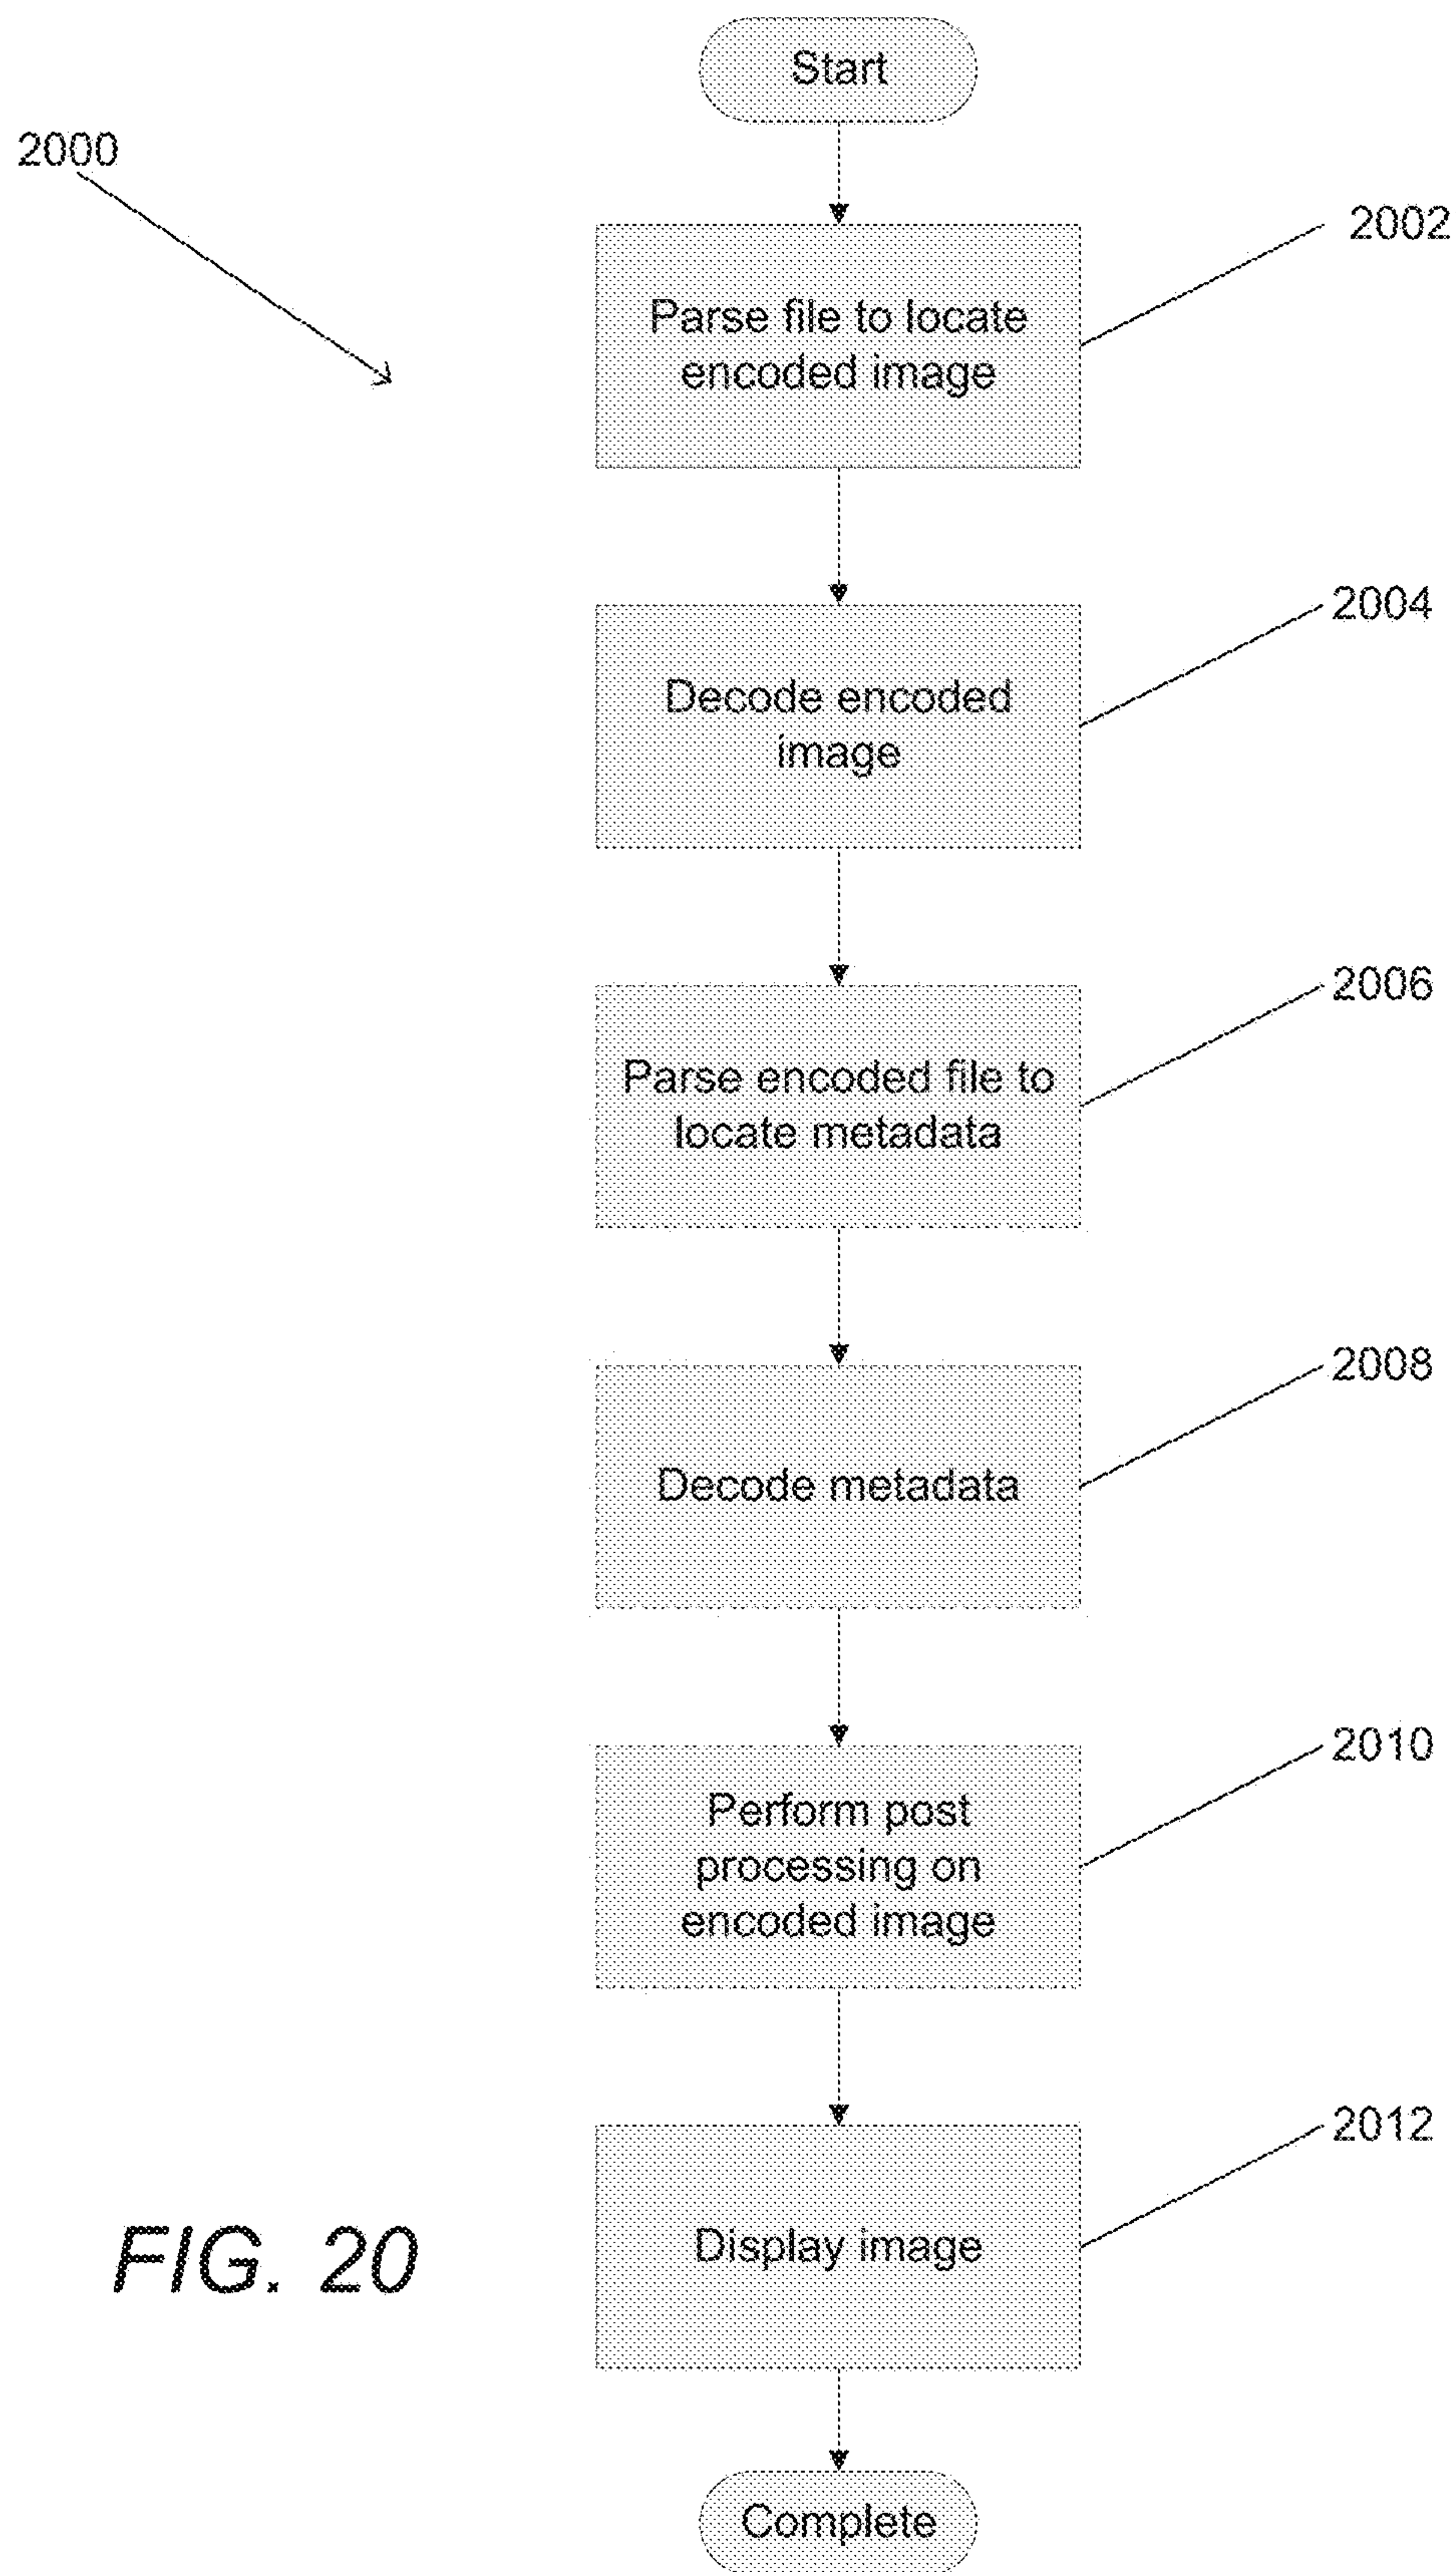 Start
2000
2002
Parse file to locate
encoded image
2004
Decode encoded
image
2006
Parse encoded file to
locate metadata
2008
Decode metadata
2010
Perform post
processing on
encoded image
2012
Display image
FIG. 20
Complete